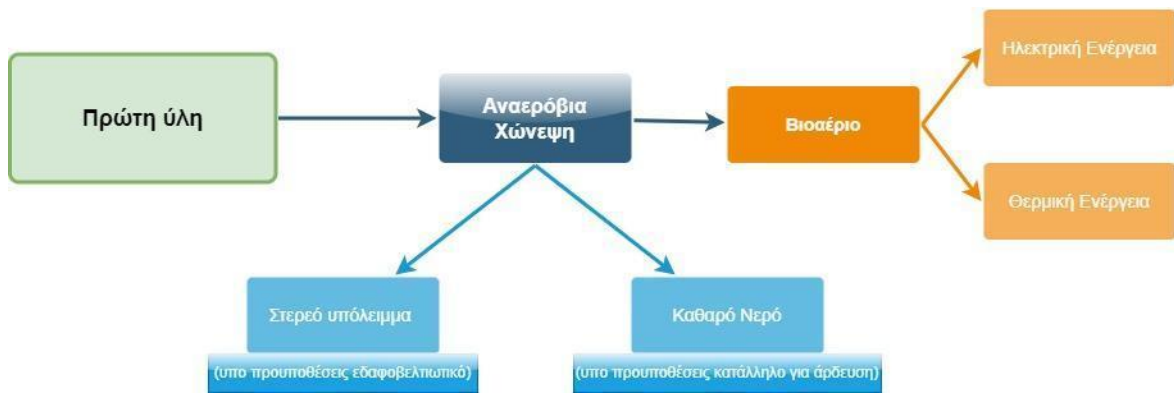 Ηλεκτρική Ενέργεια
Πρώτη ύλη
Αναερόβια
Χώνεψη
Βιοαέριο
Θερμική Ενέργεια
Στερεό υπόλειμμα
Καθαρό Νερό
(υπο προυποθέσεις εδαφοβελτιωτικό)
(υπο προυποθέσεις κατάλληλο για άρδευση)